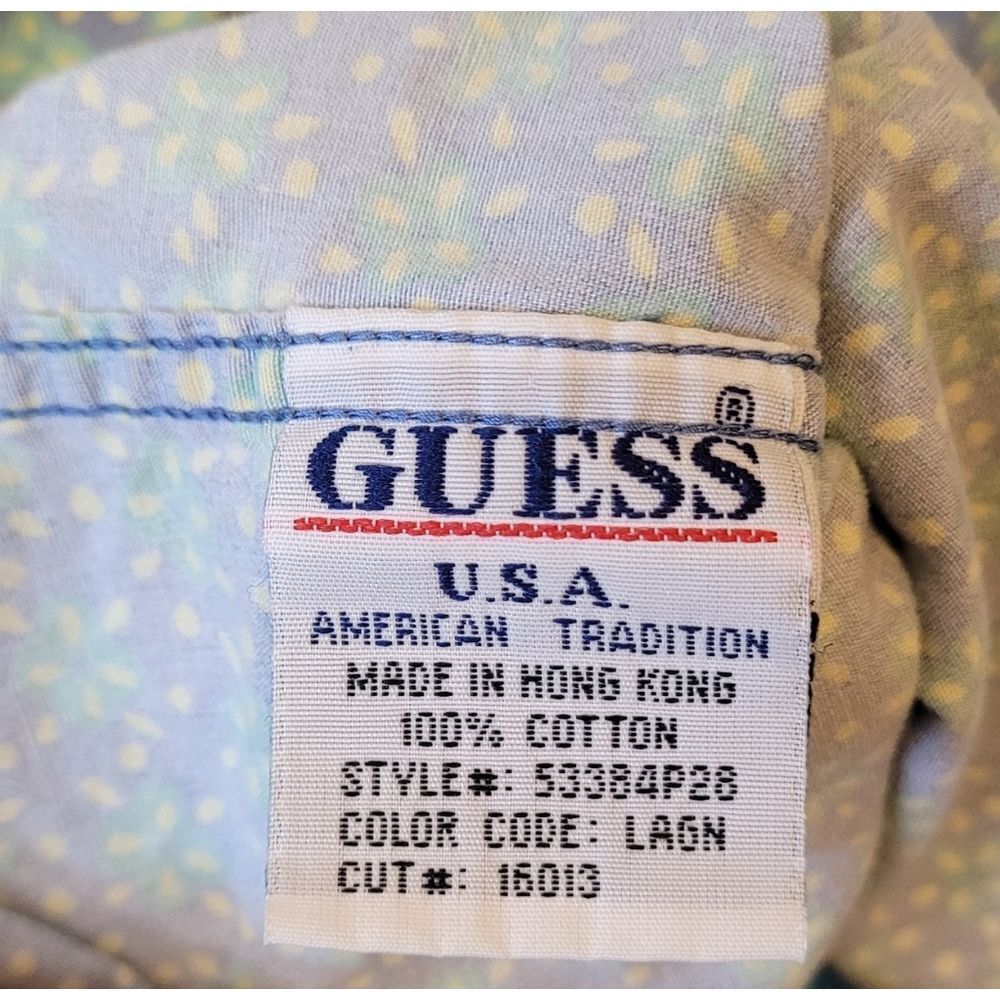 GUESS®
U.S.A.
AMERICAN TRADITION
MADE IN HONG KONG
100% COTTON
STYLE#: 53384P28
COLOR CODE: LAGN
CUT#: 16013